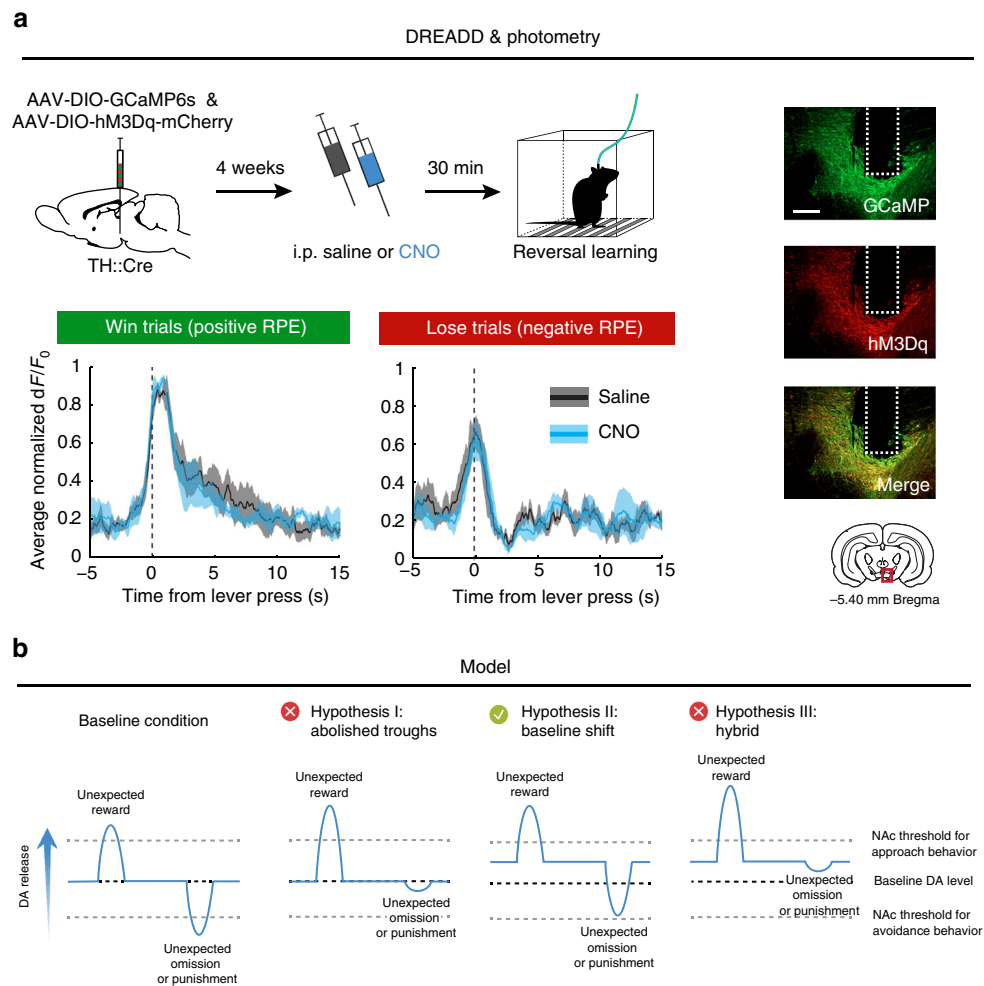 a
DREADD & photometry
AAV-DIO-GCaMP6s &
AAV-DIO-hM3Dq-mCherry
4 weeks
30 min
TH::Cre
i.p. saline or CNO
Reversal learning
GCaMP
hM3Dq
Merge
–5.40 mm Bregma
Win trials (positive RPE)
Average normalized dF/F0
1
0.8
0.6
0.4
0.2
0
–5
0
5
10
15
Time from lever press (s)
Lose trials (negative RPE)
1
0.8
0.6
0.4
0.2
0
–5
0
5
10
15
Time from lever press (s)
Saline
CNO
b
Model
Baseline condition
Unexpected
reward
DA release
Unexpected
omission
or punishment
Hypothesis I:
abolished troughs
Unexpected
reward
Unexpected
omission
or punishment
Hypothesis II:
baseline shift
Unexpected
reward
Unexpected
omission
or punishment
Hypothesis III:
hybrid
Unexpected
reward
Unexpected
omission
or punishment
NAc threshold for
approach behavior
Baseline DA level
NAc threshold for
avoidance behavior